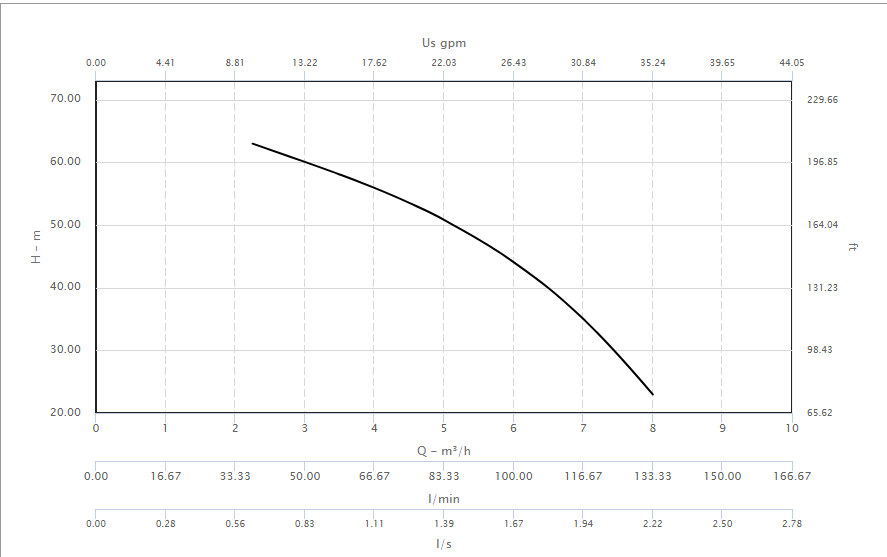 Us gpm
0.00 4.41 8.81 13.22 17.62 22.03 26.43 30.84 35.24 39.65 44.05
70.00 229.66
60.00 196.85
50.00 164.04
H - m ft
40.00 131.23
30.00 98.43
20.00 65.62
0 1 2 3 4 5 6 7 8 9 10
Q - m³/h
0.00 16.67 33.33 50.00 66.67 83.33 100.00 116.67 133.33 150.00 166.67
l/min
0.00 0.28 0.56 0.83 1.11 1.39 1.67 1.94 2.22 2.50 2.78
l/s